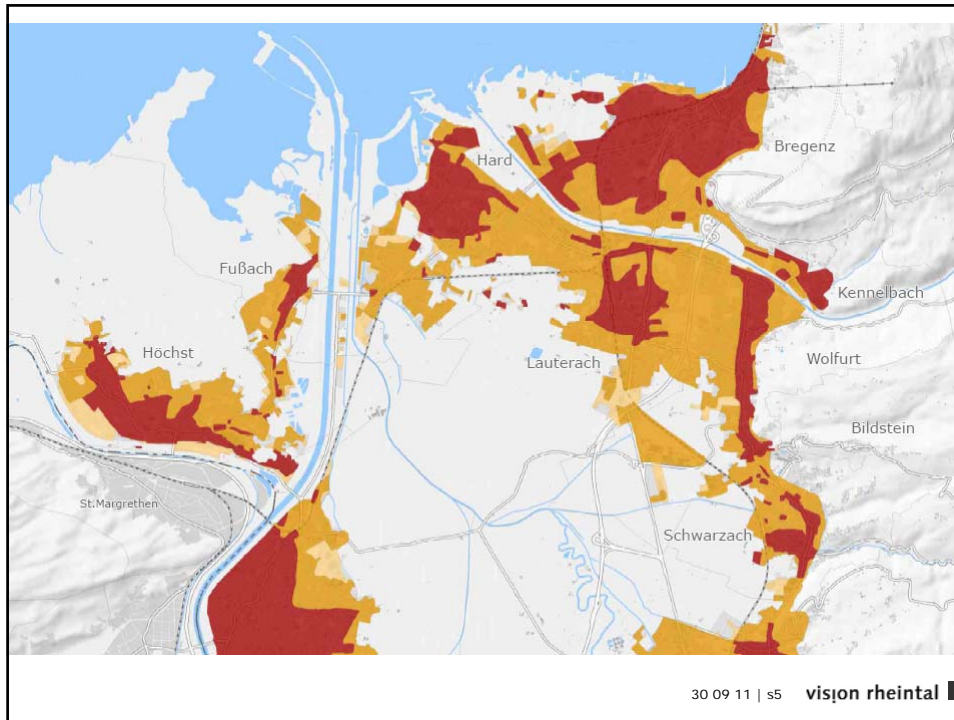 Bregenz
Hard
Fußach
Kennelbach
Höchst
Lauterach
Wolfurt
Bildstein
St.Margrethen
Schwarzach
30 09 11 | s5 vision rheintal